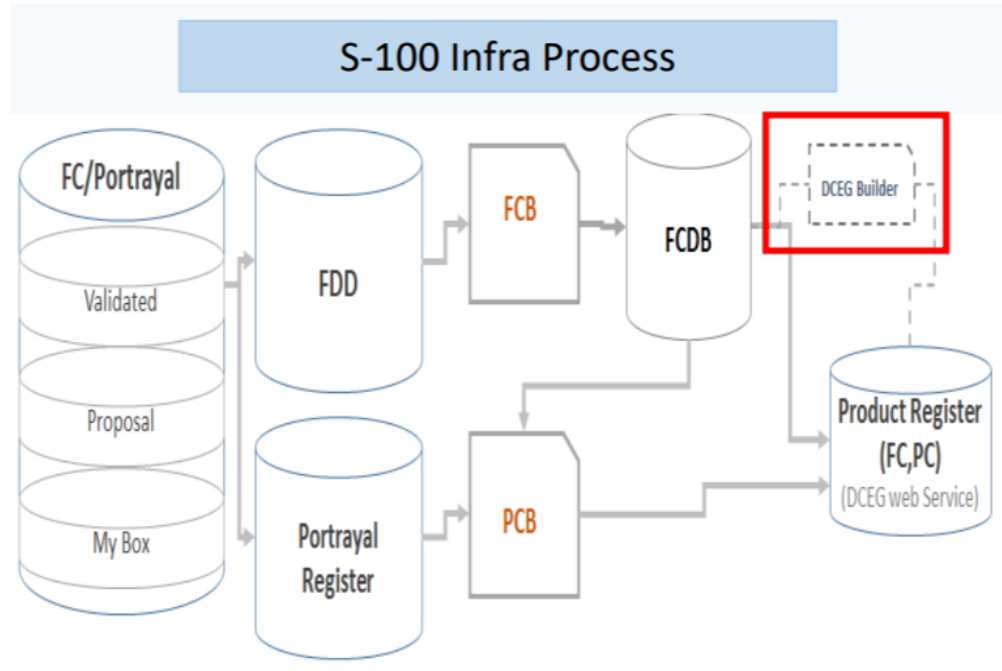 S-100 Infra Process
FC/Portrayal
Validated
Proposal
My Box
FDD
Portrayal
Register
FCB
PCB
FCDB
DCEG Builder
Product Register
(FC,PC)
(DCEG web Service)